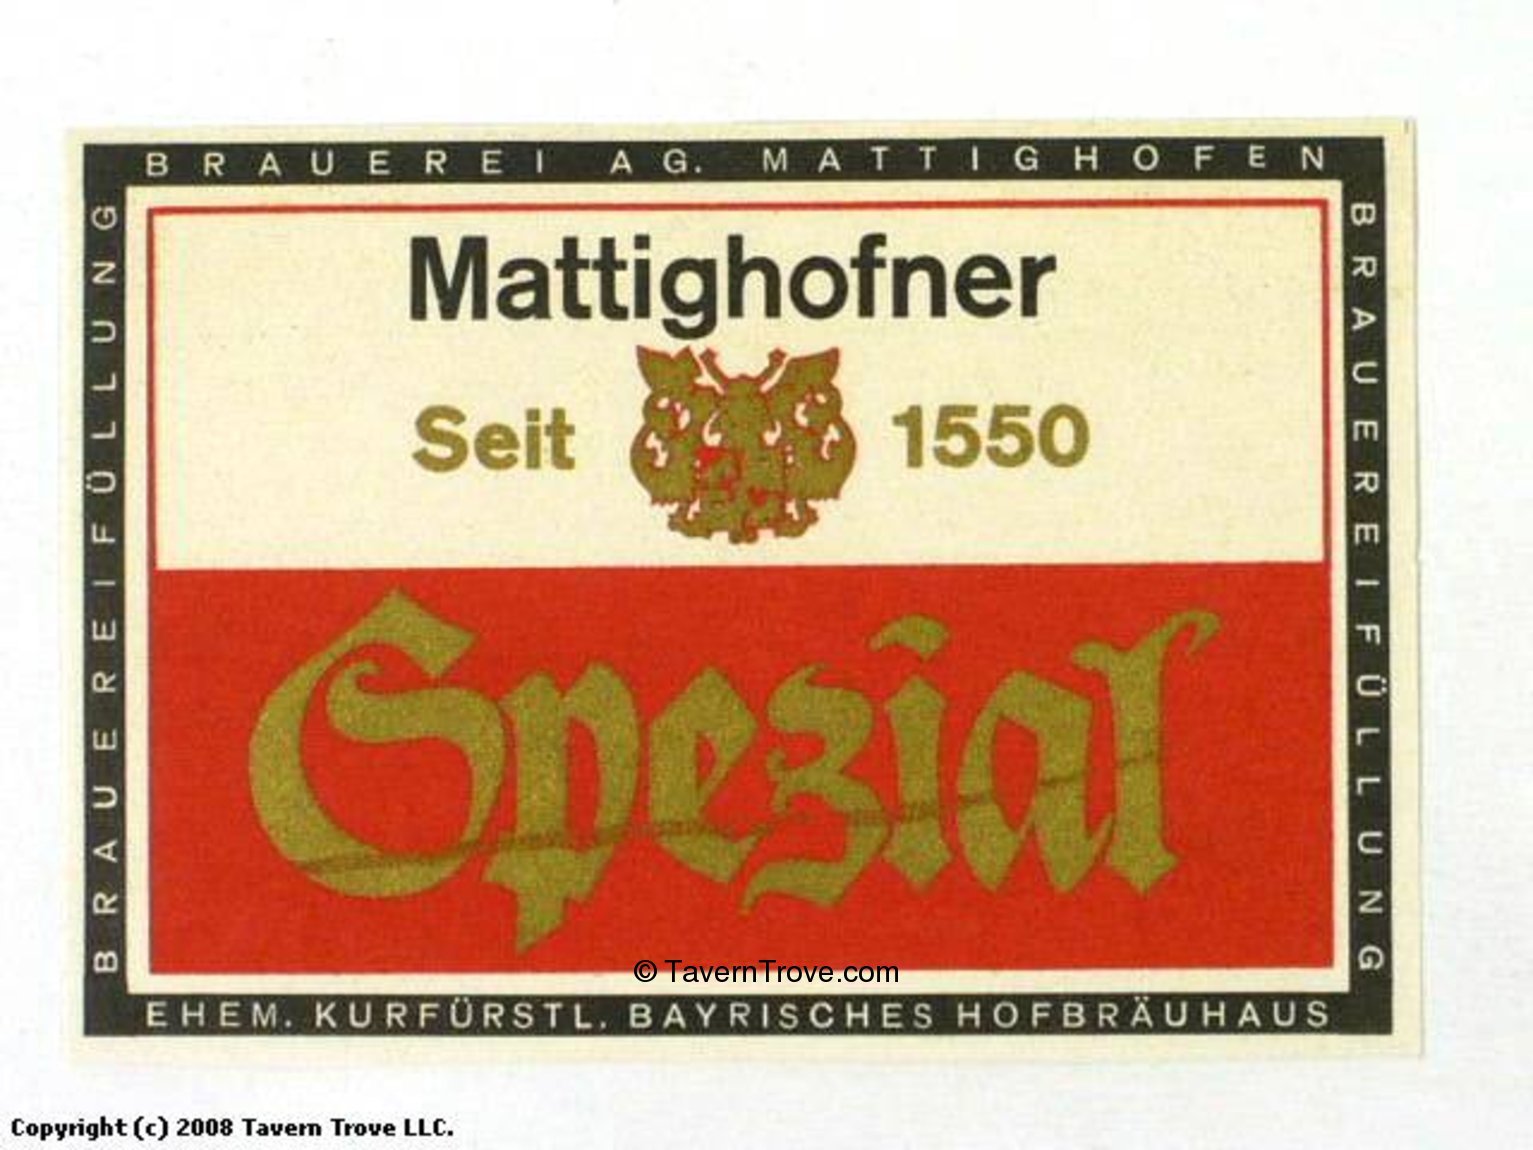 BRAUEREI AG. MATTIGHOFEN
BRAUEREIFÜLLUNG
Mattighofner
Seit 1550
Spezial
BRAUEREIFÜLLUNG
© TavernTrove.com
EHEM. KURFÜRSTL. BAYRISCHES HOFBRÄUHAUS
Copyright (c) 2008 Tavern Trove LLC.